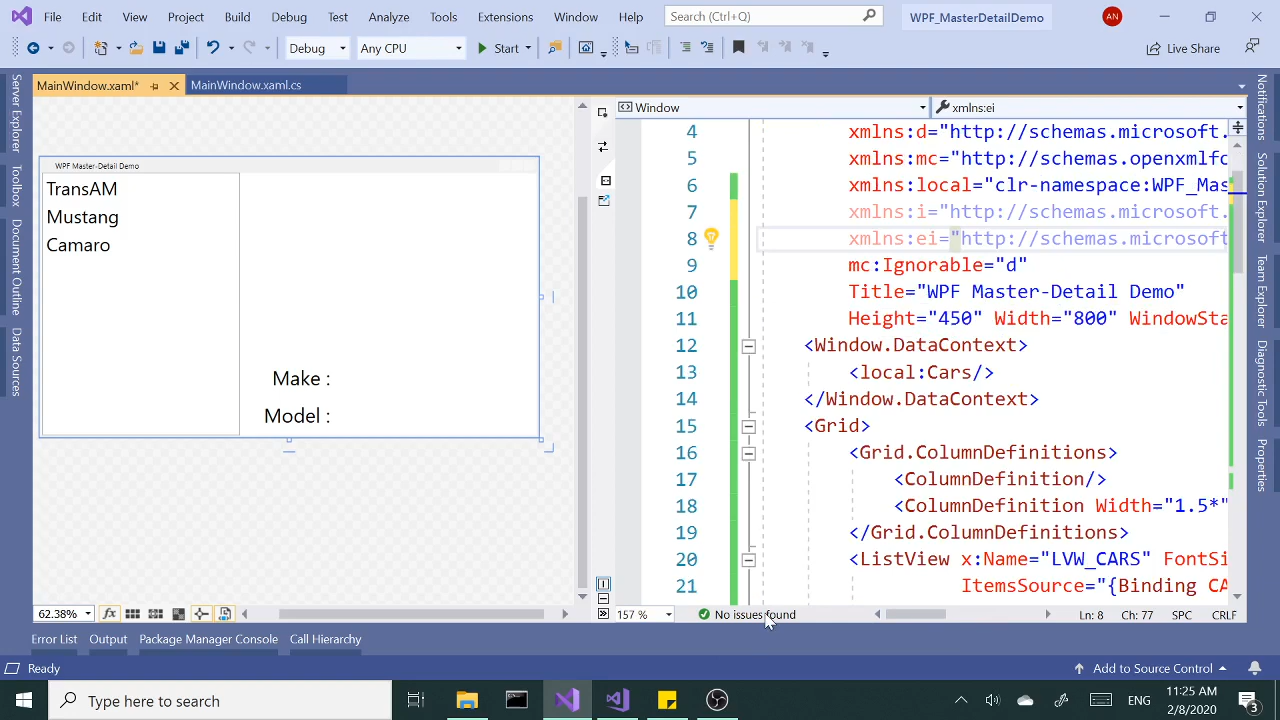 File Edit View Project Build Debug Test Analyze Tools Extensions Window Help Search (Ctrl+Q) WPF_MasterDetailDemo AN
Debug Any CPU Start Live Share
MainWindow.xaml* MainWindow.xaml.cs
Server Explorer
Toolbox
Document Outline
Data Sources
WPF Master-Detail Demo
TransAM
Mustang
Camaro
Make :
Model :
62.38%
Window xmlns:ei
4 xmlns:d="http://schemas.microsoft.
5 xmlns:mc="http://schemas.openxmlfo
6 xmlns:local="clr-namespace:WPF_Mas
7 xmlns:i="http://schemas.microsoft.
8 xmlns:ei="http://schemas.microsoft
9 mc:Ignorable="d"
10 Title="WPF Master-Detail Demo"
11 Height="450" Width="800" WindowSta
12 <Window.DataContext>
13 <local:Cars/>
14 </Window.DataContext>
15 <Grid>
16 <Grid.ColumnDefinitions>
17 <ColumnDefinition/>
18 <ColumnDefinition Width="1.5*"
19 </Grid.ColumnDefinitions>
20 <ListView x:Name="LVW_CARS" FontSi
21 ItemsSource="{Binding CA
157 % No issues found Ln: 8 Ch: 77 SPC CRLF
Notifications
Solution Explorer
Team Explorer
Diagnostic Tools
Properties
Error List Output Package Manager Console Call Hierarchy
Ready Add to Source Control
Type here to search ENG 11:25 AM
2/8/2020 3